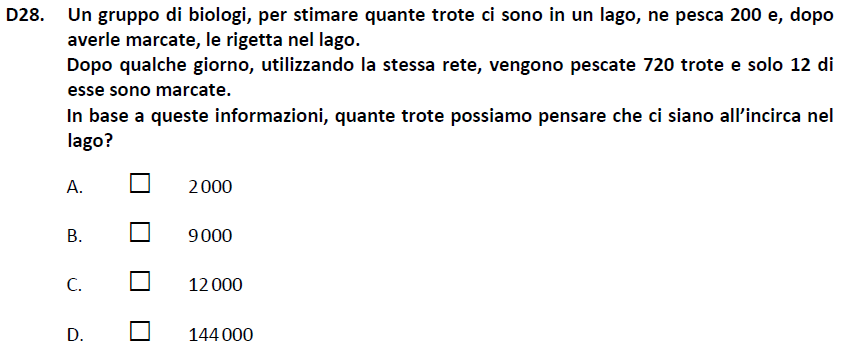 D28. Un gruppo di biologi, per stimare quante trote ci sono in un lago, ne pesca 200 e, dopo
averle marcate, le rigetta nel lago.
Dopo qualche giorno, utilizzando la stessa rete, vengono pescate 720 trote e solo 12 di
esse sono marcate.
In base a queste informazioni, quante trote possiamo pensare che ci siano all'incirca nel
lago?
A. □ 2 000
B. □ 9 000
C. □ 12 000
D. □ 144 000